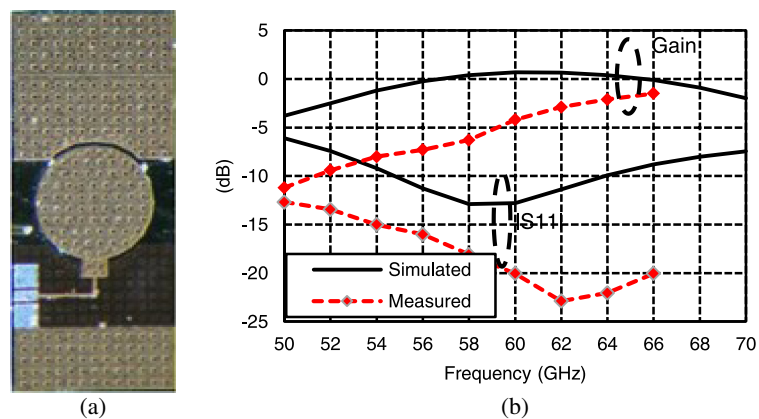 5
0
-5
-10
-15
-20
-25
(dB)
Gain
|S11
Simulated
Measured
50 52 54 56 58 60 62 64 66 68 70
Frequency (GHz)
(a) (b)